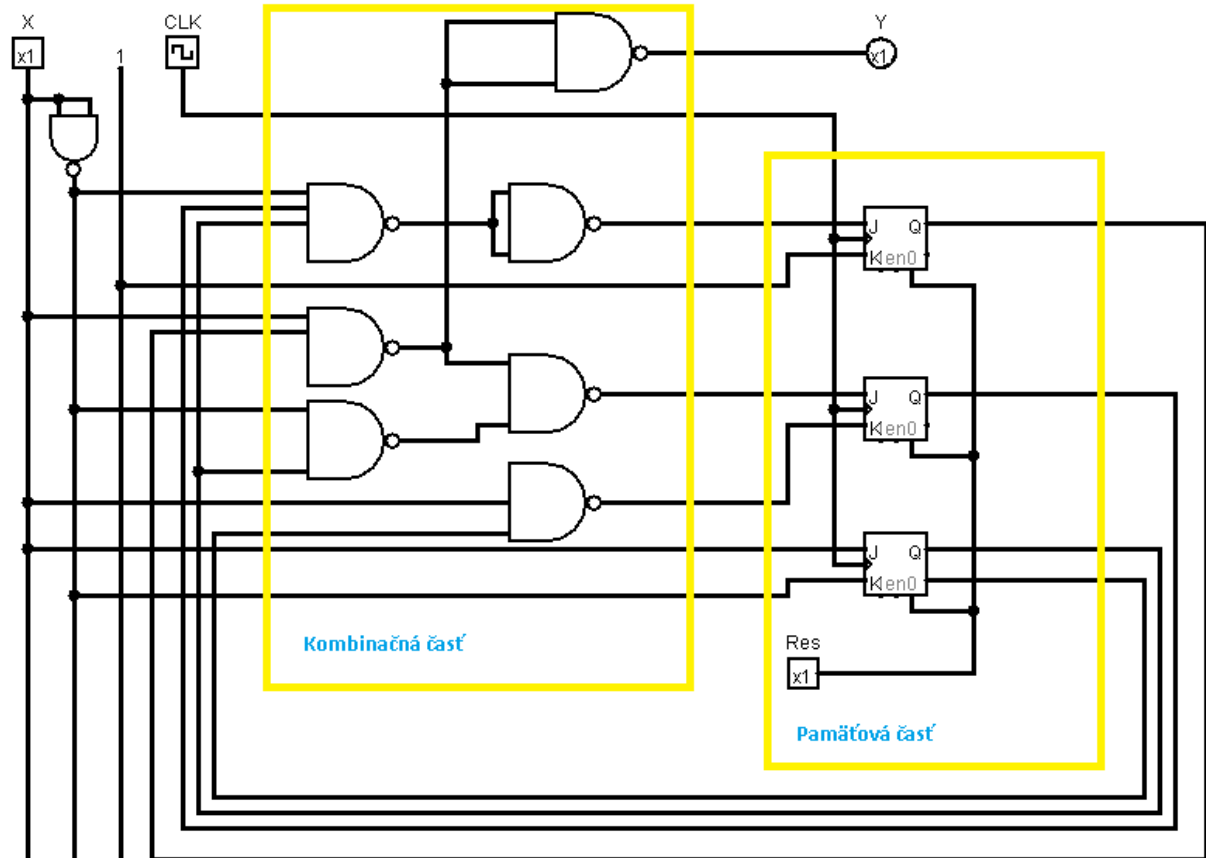 X
x1
1
CLK
Y
x1
J Q
K en0
J Q
K en0
J Q
K en0
Kombinačná časť
Res
x1
Pamäťová časť